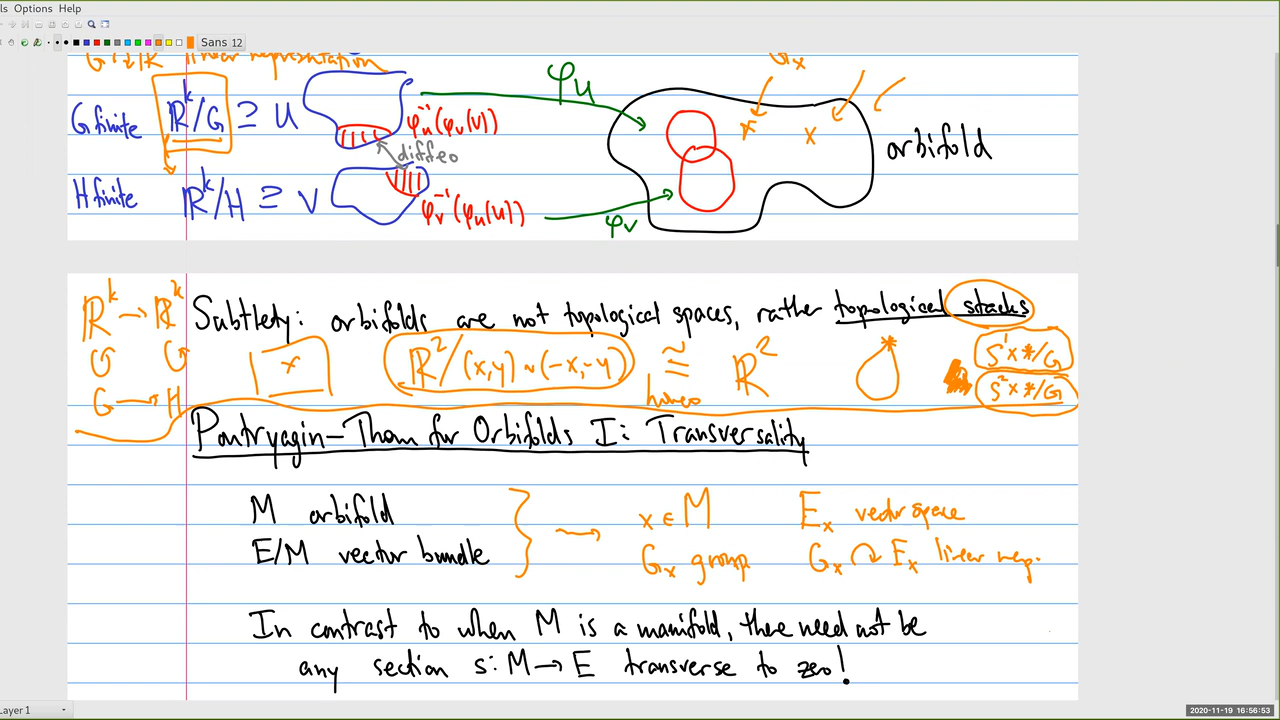 ls Options Help
Sans 12
G linear representation
G_x
φ_U
G finite ℝ^k/G ≅ U φ_U^{-1}(φ_V(V))
diffeo
orbifold
H finite ℝ^k/H ≅ V φ_V^{-1}(φ_U(U))
φ_V
ℝ^k → ℝ^k
G → H
Subtlety: orbifolds are not topological spaces, rather topological stacks
ℝ^2/(x,y)~(-x,-y) ≅ ℝ^2
homeo
S^1 x */G
S^2 x */G
Pontryagin–Thom for Orbifolds I: Transversality
M orbifold
E/M vector bundle
x ∈ M E_x vector space
G_x group G_x ↷ E_x linear rep.
In contrast to when M is a manifold, there need not be
any section s: M → E transverse to zero!
Layer 1
2020-11-19 16:56:53